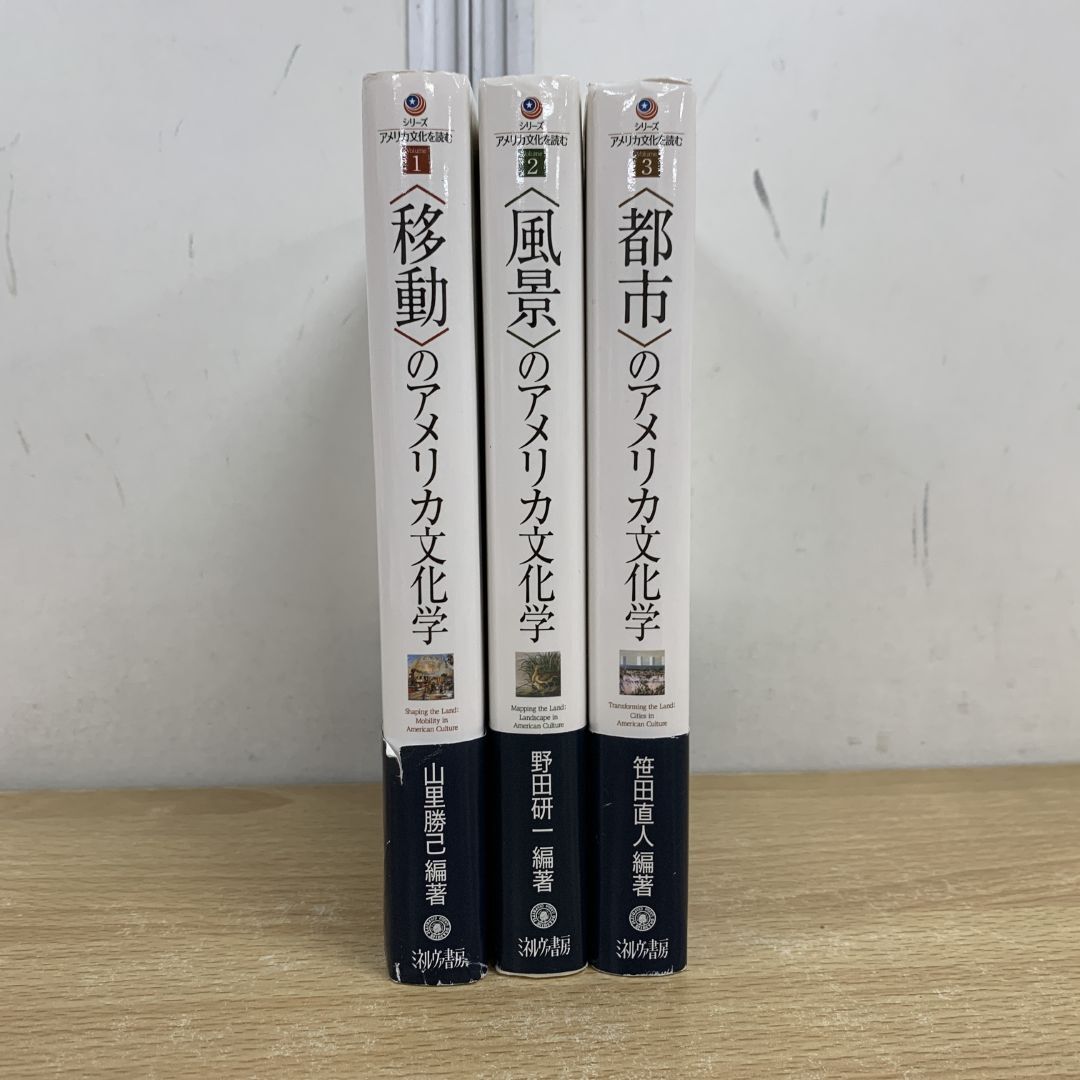 シリーズ
アメリカ文化を読む
Volume
1
〈移動〉のアメリカ文化学
Shaping the Land:
Mobility in
American Culture
山里勝己 編著
ミネルヴァ書房
シリーズ
アメリカ文化を読む
Volume
2
〈風景〉のアメリカ文化学
Mapping the Land:
Landscape in
American Culture
野田研一 編著
ミネルヴァ書房
シリーズ
アメリカ文化を読む
Volume
3
〈都市〉のアメリカ文化学
Transforming the Land:
Cities in
American Culture
笹田直人 編著
ミネルヴァ書房